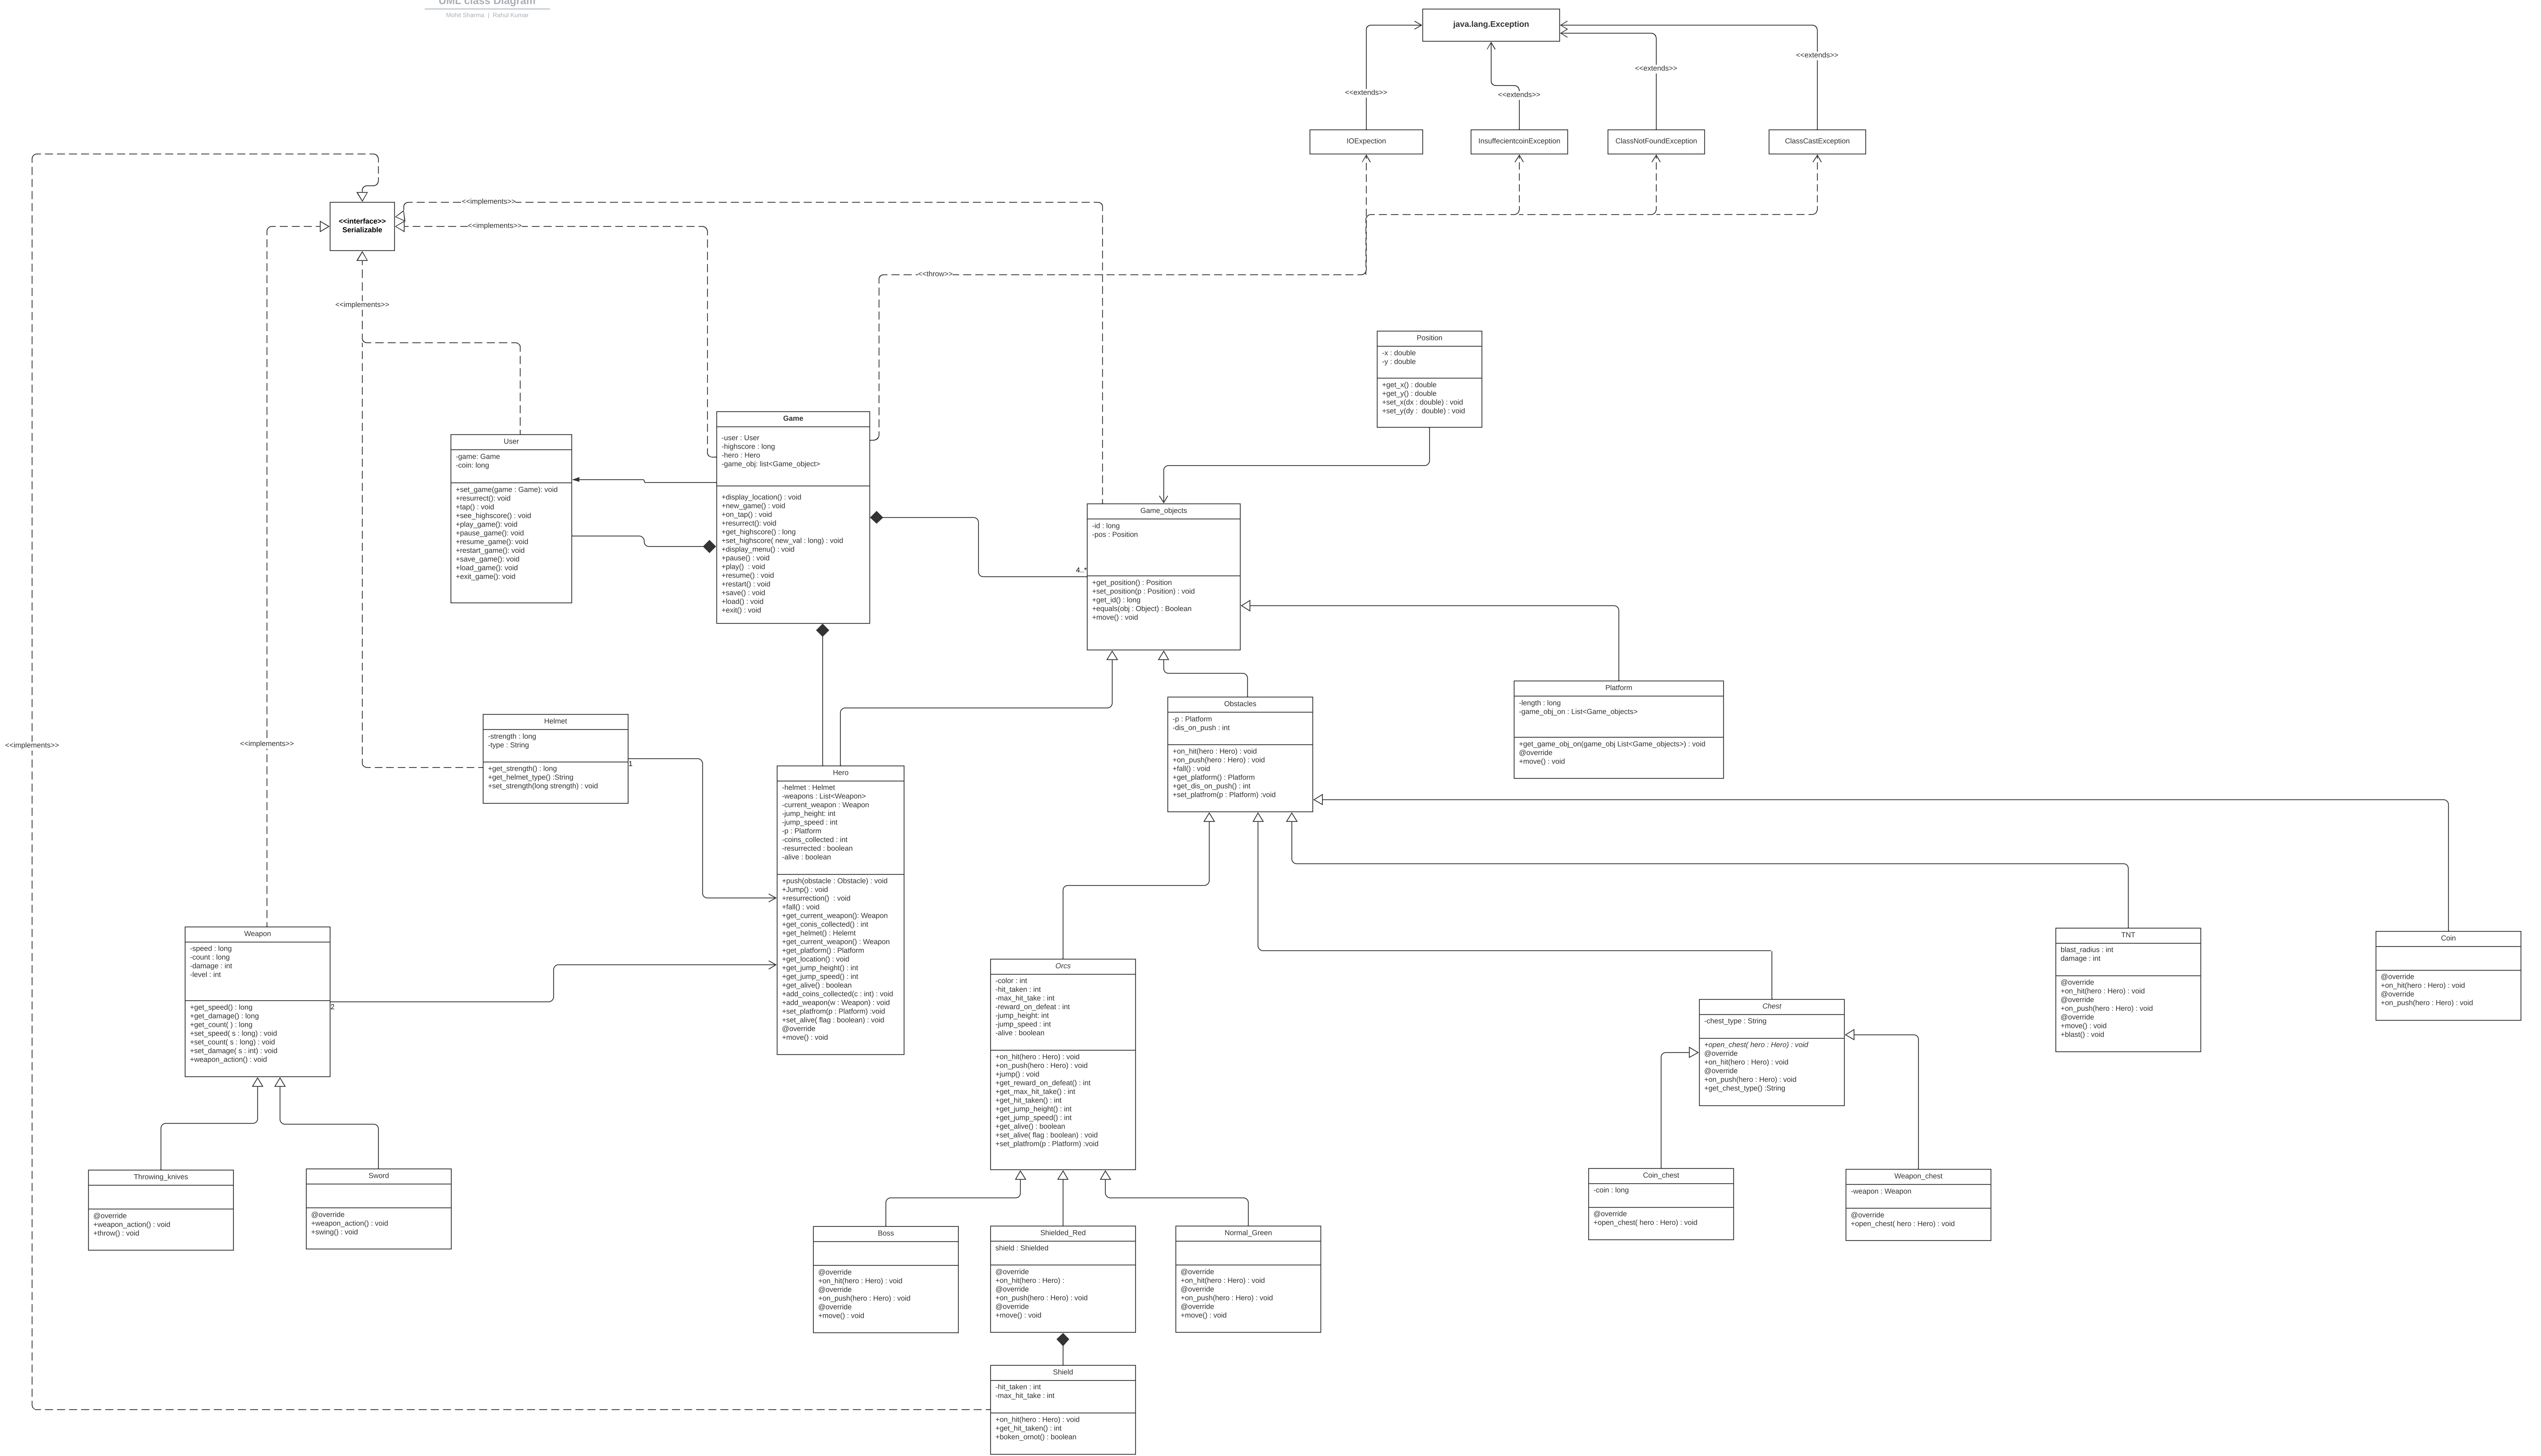 UML class Diagram
Mohit Sharma | Rahul Kumar
java.lang.Exception
<<extends>>
<<extends>>
<<extends>>
<<extends>>
IOExpection
InsuffecientcoinException
ClassNotFoundException
ClassCastException
<<interface>>
Serializable
<<implements>>
<<implements>>
<<throw>>
<<implements>>
Position
-x : double
-y : double
+get_x() : double
+get_y() : double
+set_x(dx : double) : void
+set_y(dy :  double) : void
User
-game: Game
-coin: long
+set_game(game : Game): void
+resurrect(): void
+tap() : void
+see_highscore() : void
+play_game(): void
+pause_game(): void
+resume_game(): void
+restart_game(): void
+save_game(): void
+load_game(): void
+exit_game(): void
Game
-user : User
-highscore : long
-hero : Hero
-game_obj: list<Game_object>
+display_location() : void
+new_game() : void
+on_tap() : void
+resurrect(): void
+get_highscore() : long
+set_highscore( new_val : long) : void
+display_menu() : void
+pause() : void
+play()  : void
+resume() : void
+restart() : void
+save() : void
+load() : void
+exit() : void
Game_objects
-id : long
-pos : Position
4..*
+get_position() : Position
+set_position(p : Position) : void
+get_id() : long
+equals(obj : Object) : Boolean
+move() : void
Platform
-length : long
-game_obj_on : List<Game_objects>
+get_game_obj_on(game_obj List<Game_objects>) : void
@override
+move() : void
Obstacles
-p : Platform
-dis_on_push : int
+on_hit(hero : Hero) : void
+on_push(hero : Hero) : void
+fall() : void
+get_platform() : Platform
+get_dis_on_push() : int
+set_platfrom(p : Platform) :void
<<implements>>
<<implements>>
Helmet
-strength : long
-type : String
1
+get_strength() : long
+get_helmet_type() :String
+set_strength(long strength) : void
Hero
-helmet : Helmet
-weapons : List<Weapon>
-current_weapon : Weapon
-jump_height: int
-jump_speed : int
-p : Platform
-coins_collected : int
-resurrected : boolean
-alive : boolean
+push(obstacle : Obstacle) : void
+Jump() : void
+resurrection()  : void
+fall() : void
+get_current_weapon(): Weapon
+get_conis_collected() : int
+get_helmet() : Helemt
+get_current_weapon() : Weapon
+get_platform() : Platform
+get_location() : void
+get_jump_height() : int
+get_jump_speed() : int
+get_alive() : boolean
+add_coins_collected(c : int) : void
+add_weapon(w : Weapon) : void
+set_platfrom(p : Platform) :void
+set_alive( flag : boolean) : void
@override
+move() : void
Weapon
-speed : long
-count : long
-damage : int
-level : int
2
+get_speed() : long
+get_damage() : long
+get_count( ) : long
+set_speed( s : long) : void
+set_count( s : long) : void
+set_damage( s : int) : void
+weapon_action() : void
Orcs
-color : int
-hit_taken : int
-max_hit_take : int
-reward_on_defeat : int
-jump_height: int
-jump_speed : int
-alive : boolean
+on_hit(hero : Hero) : void
+on_push(hero : Hero) : void
+jump() : void
+get_reward_on_defeat() : int
+get_max_hit_take() : int
+get_hit_taken() : int
+get_jump_height() : int
+get_jump_speed() : int
+get_alive() : boolean
+set_alive( flag : boolean) : void
+set_platfrom(p : Platform) :void
Chest
-chest_type : String
+open_chest( hero : Hero) : void
@override
+on_hit(hero : Hero) : void
@override
+on_push(hero : Hero) : void
+get_chest_type() :String
TNT
blast_radius : int
damage : int
@override
+on_hit(hero : Hero) : void
@override
+on_push(hero : Hero) : void
@override
+move() : void
+blast() : void
Coin
@override
+on_hit(hero : Hero) : void
@override
+on_push(hero : Hero) : void
Throwing_knives
@override
+weapon_action() : void
+throw() : void
Sword
@override
+weapon_action() : void
+swing() : void
Coin_chest
-coin : long
@override
+open_chest( hero : Hero) : void
Weapon_chest
-weapon : Weapon
@override
+open_chest( hero : Hero) : void
Boss
@override
+on_hit(hero : Hero) : void
@override
+on_push(hero : Hero) : void
@override
+move() : void
Shielded_Red
shield : Shielded
@override
+on_hit(hero : Hero) :
@override
+on_push(hero : Hero) : void
@override
+move() : void
Normal_Green
@override
+on_hit(hero : Hero) : void
@override
+on_push(hero : Hero) : void
@override
+move() : void
Shield
-hit_taken : int
-max_hit_take : int
+on_hit(hero : Hero) : void
+get_hit_taken() : int
+boken_ornot() : boolean